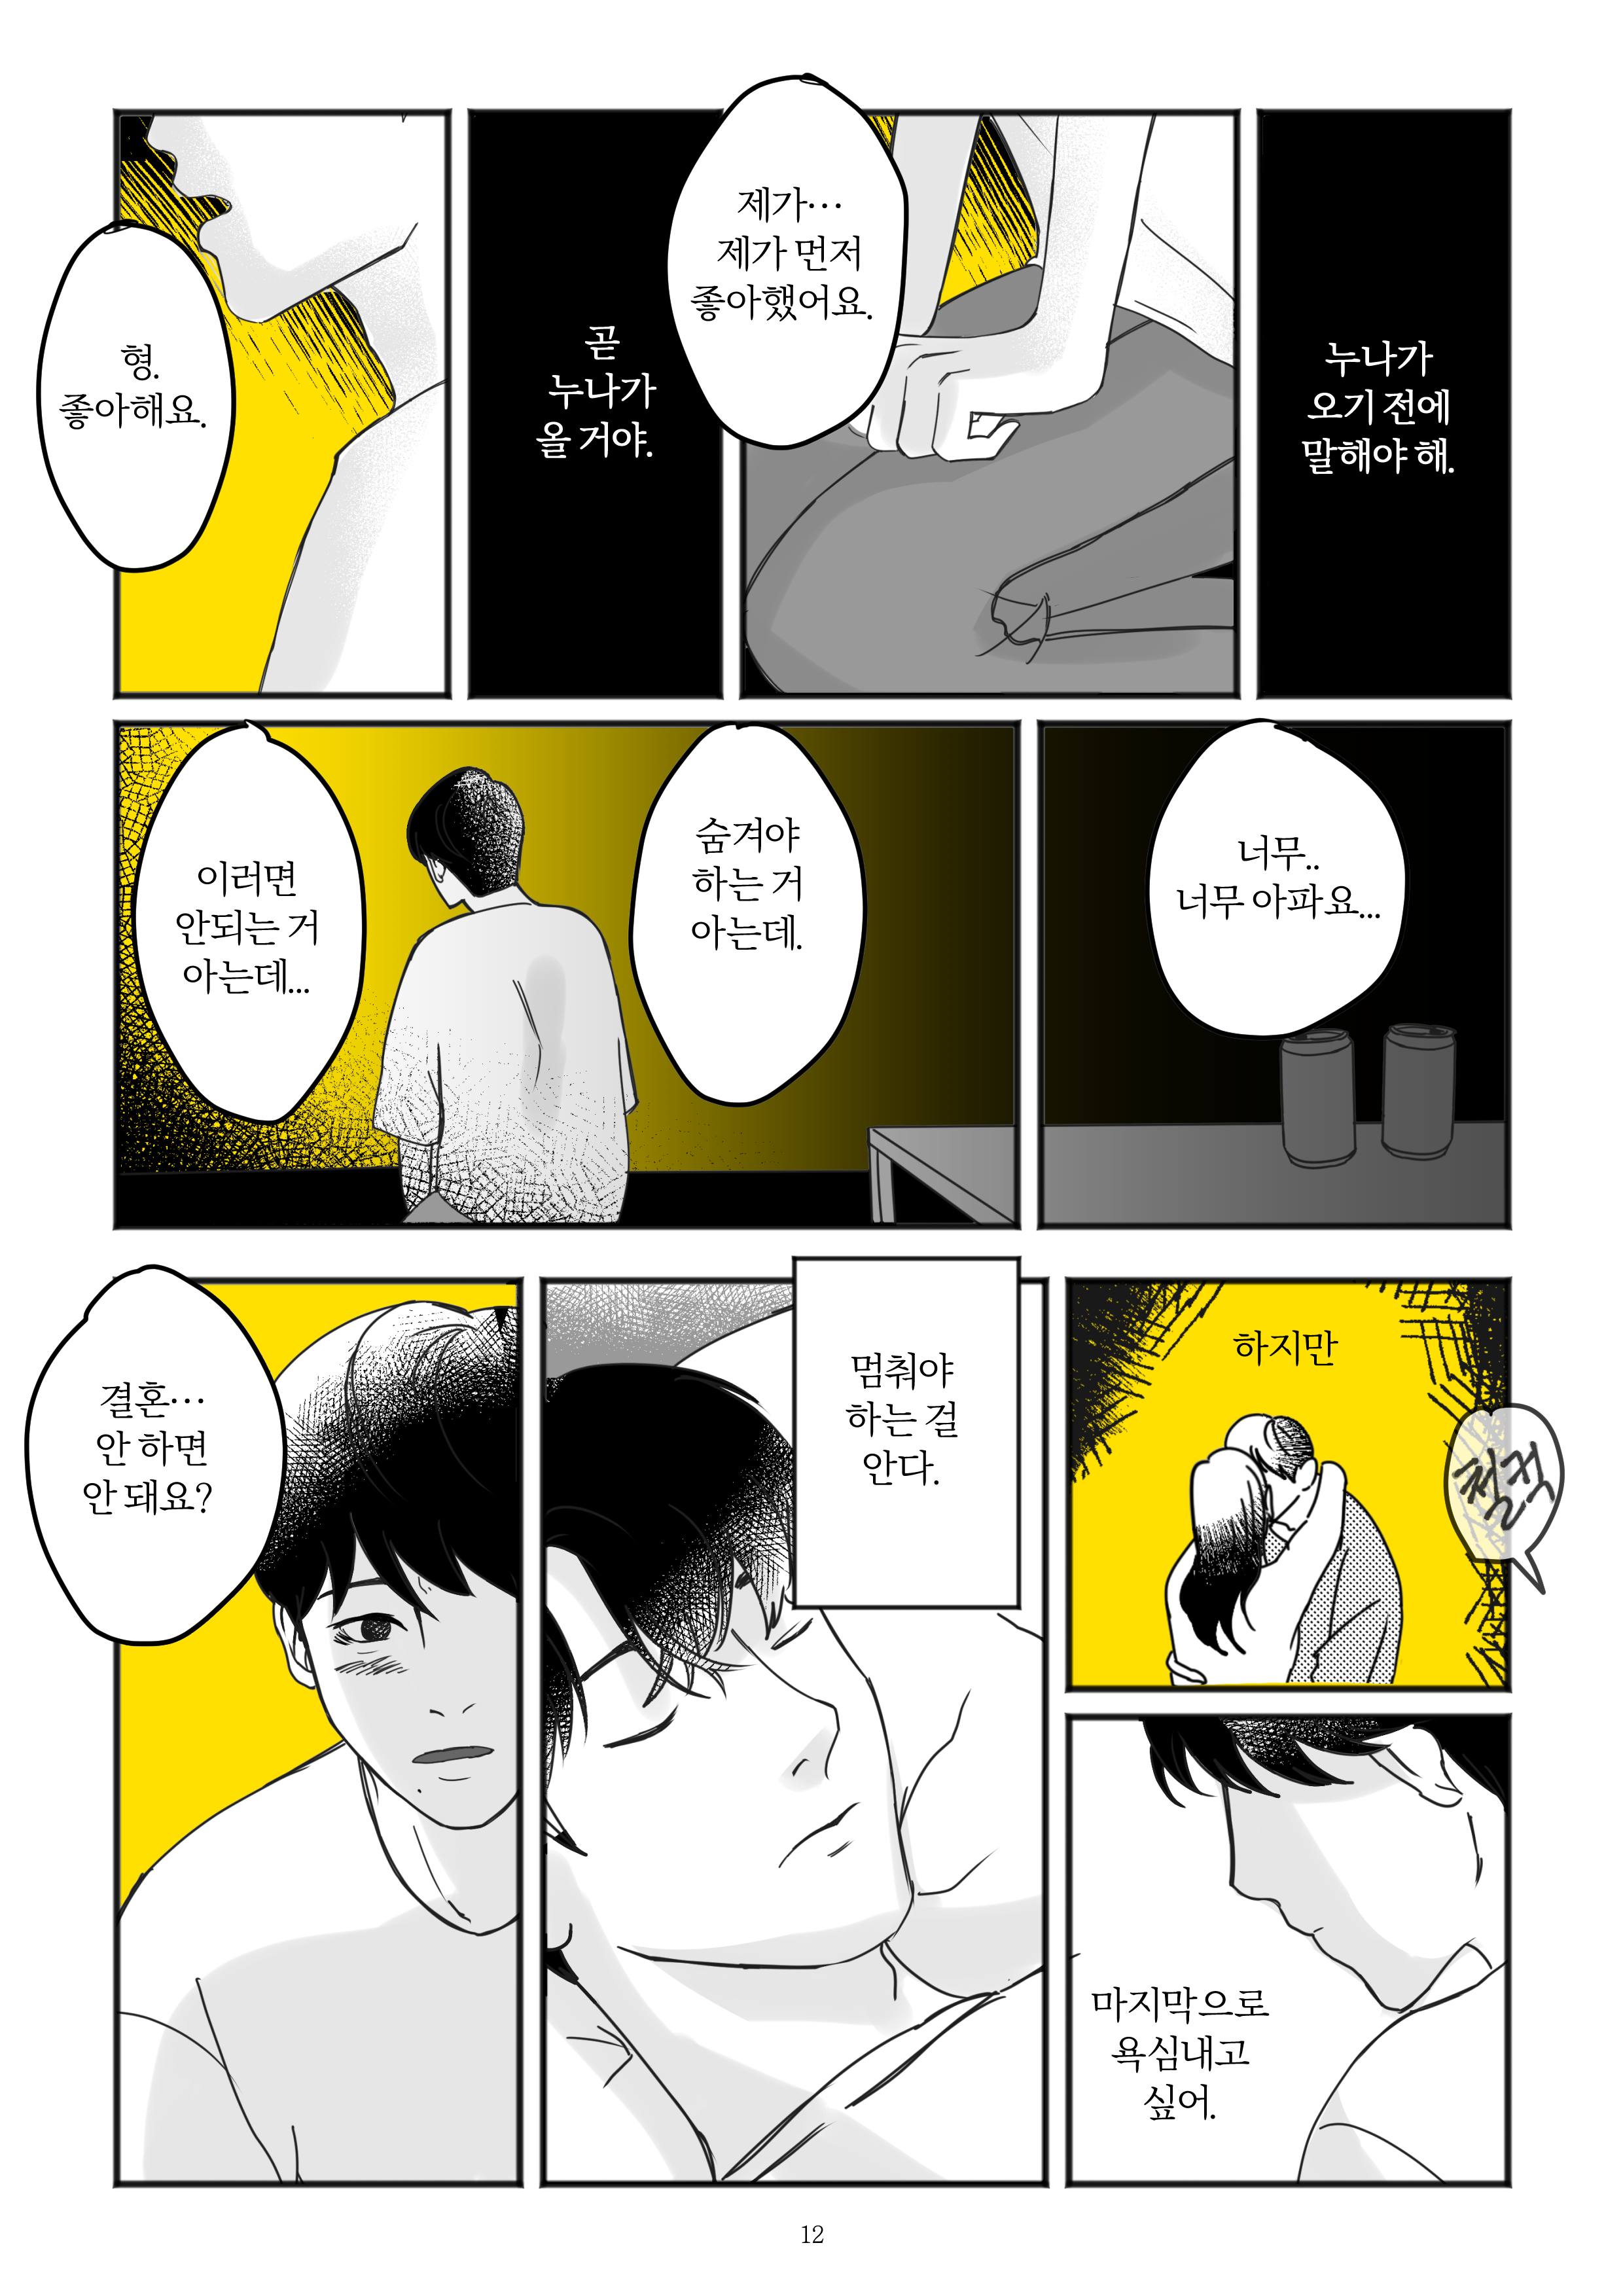 형.
좋아해요.
곧
누나가
올 거야.
제가…
제가 먼저
좋아했어요.
누나가
오기 전에
말해야 해.
이러면
안되는 거
아는데...
숨겨야
하는 거
아는데.
너무..
너무 아파요...
결혼…
안 하면
안 돼요?
멈춰야
하는 걸
안다.
하지만
철컥
마지막으로
욕심내고
싶어.
12